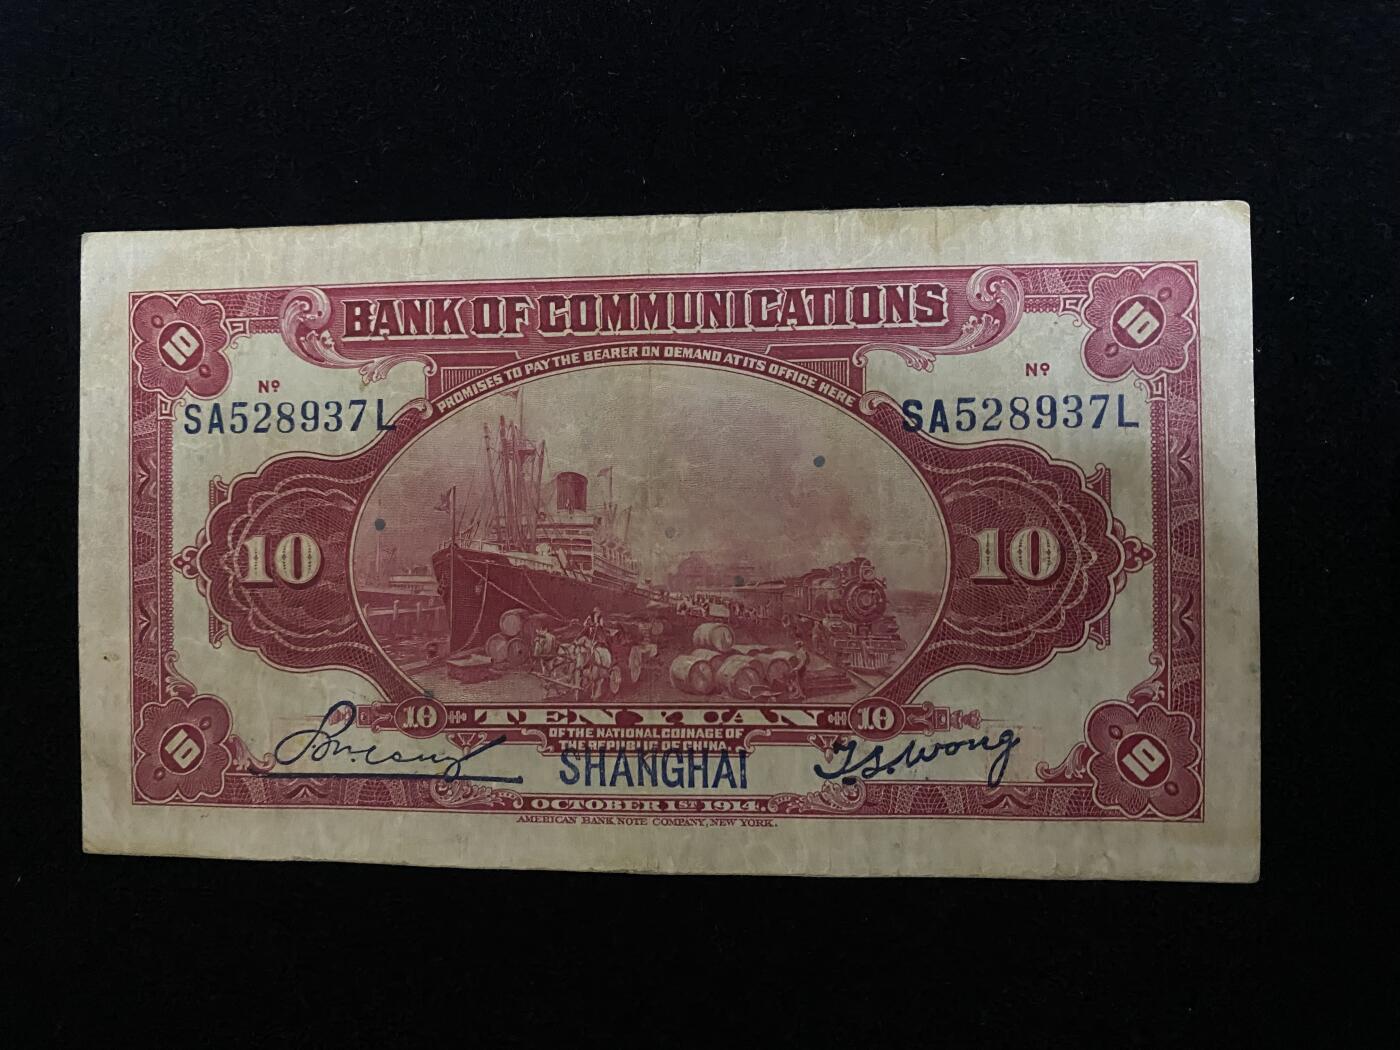 BANK OF COMMUNICATIONS
PROMISES TO PAY THE BEARER ON DEMAND AT ITS OFFICE HERE
10
10
Nº
Nº
SA528937L
SA528937L
10
10
10
TEN YUAN
10
OF THE NATIONAL COINAGE OF
THE REPUBLIC OF CHINA.
10
10
T.S. Wong
SHANGHAI
OCTOBER 1ST 1914.
AMERICAN BANK NOTE COMPANY, NEW YORK.